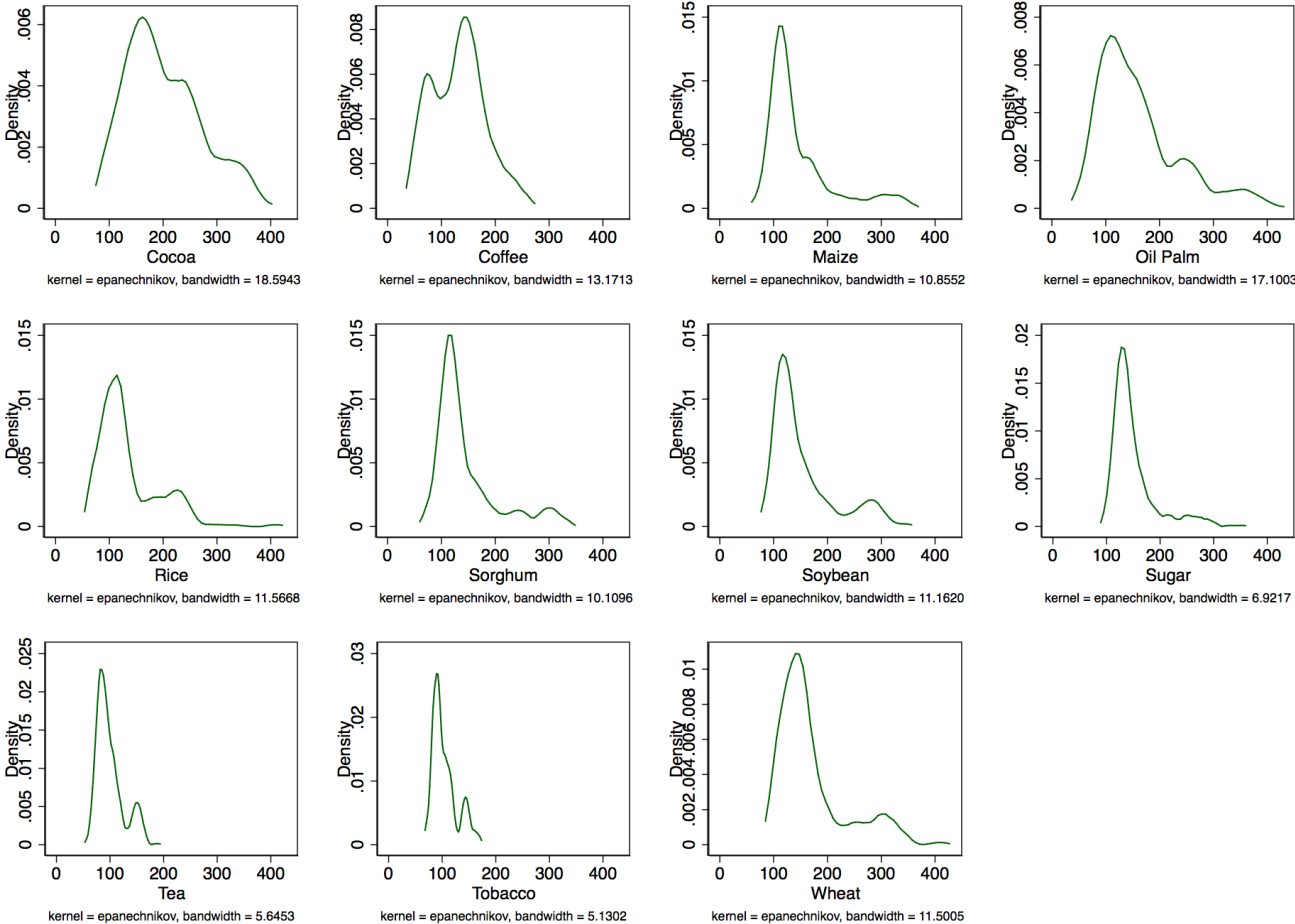 Density
0 .002 .004 .006
0 100 200 300 400
Cocoa
kernel = epanechnikov, bandwidth = 18.5943
Density
0 .002 .004 .006 .008
0 100 200 300 400
Coffee
kernel = epanechnikov, bandwidth = 13.1713
Density
0 .005 .01 .015
0 100 200 300 400
Maize
kernel = epanechnikov, bandwidth = 10.8552
Density
0 .002 .004 .006 .008
0 100 200 300 400
Oil Palm
kernel = epanechnikov, bandwidth = 17.1003
Density
0 .005 .01 .015
0 100 200 300 400
Rice
kernel = epanechnikov, bandwidth = 11.5668
Density
0 .005 .01 .015
0 100 200 300 400
Sorghum
kernel = epanechnikov, bandwidth = 10.1096
Density
0 .005 .01 .015
0 100 200 300 400
Soybean
kernel = epanechnikov, bandwidth = 11.1620
Density
0 .005 .01 .015 .02
0 100 200 300 400
Sugar
kernel = epanechnikov, bandwidth = 6.9217
Density
0 .005 .01 .015 .02 .025
0 100 200 300 400
Tea
kernel = epanechnikov, bandwidth = 5.6453
Density
0 .01 .02 .03
0 100 200 300 400
Tobacco
kernel = epanechnikov, bandwidth = 5.1302
Density
0 .002 .004 .006 .008 .01
0 100 200 300 400
Wheat
kernel = epanechnikov, bandwidth = 11.5005